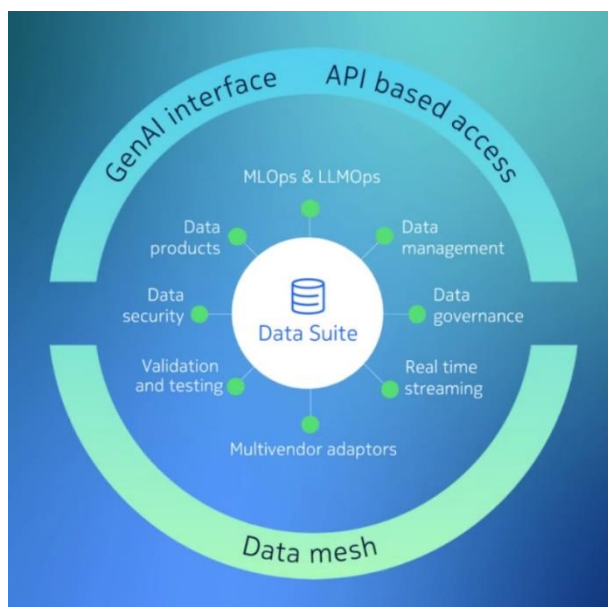 GenAI interface
API based access
MLOps & LLMOps
Data
products
Data
management
Data
security
Data Suite
Data
governance
Validation
and testing
Real time
streaming
Multivendor adaptors
Data mesh